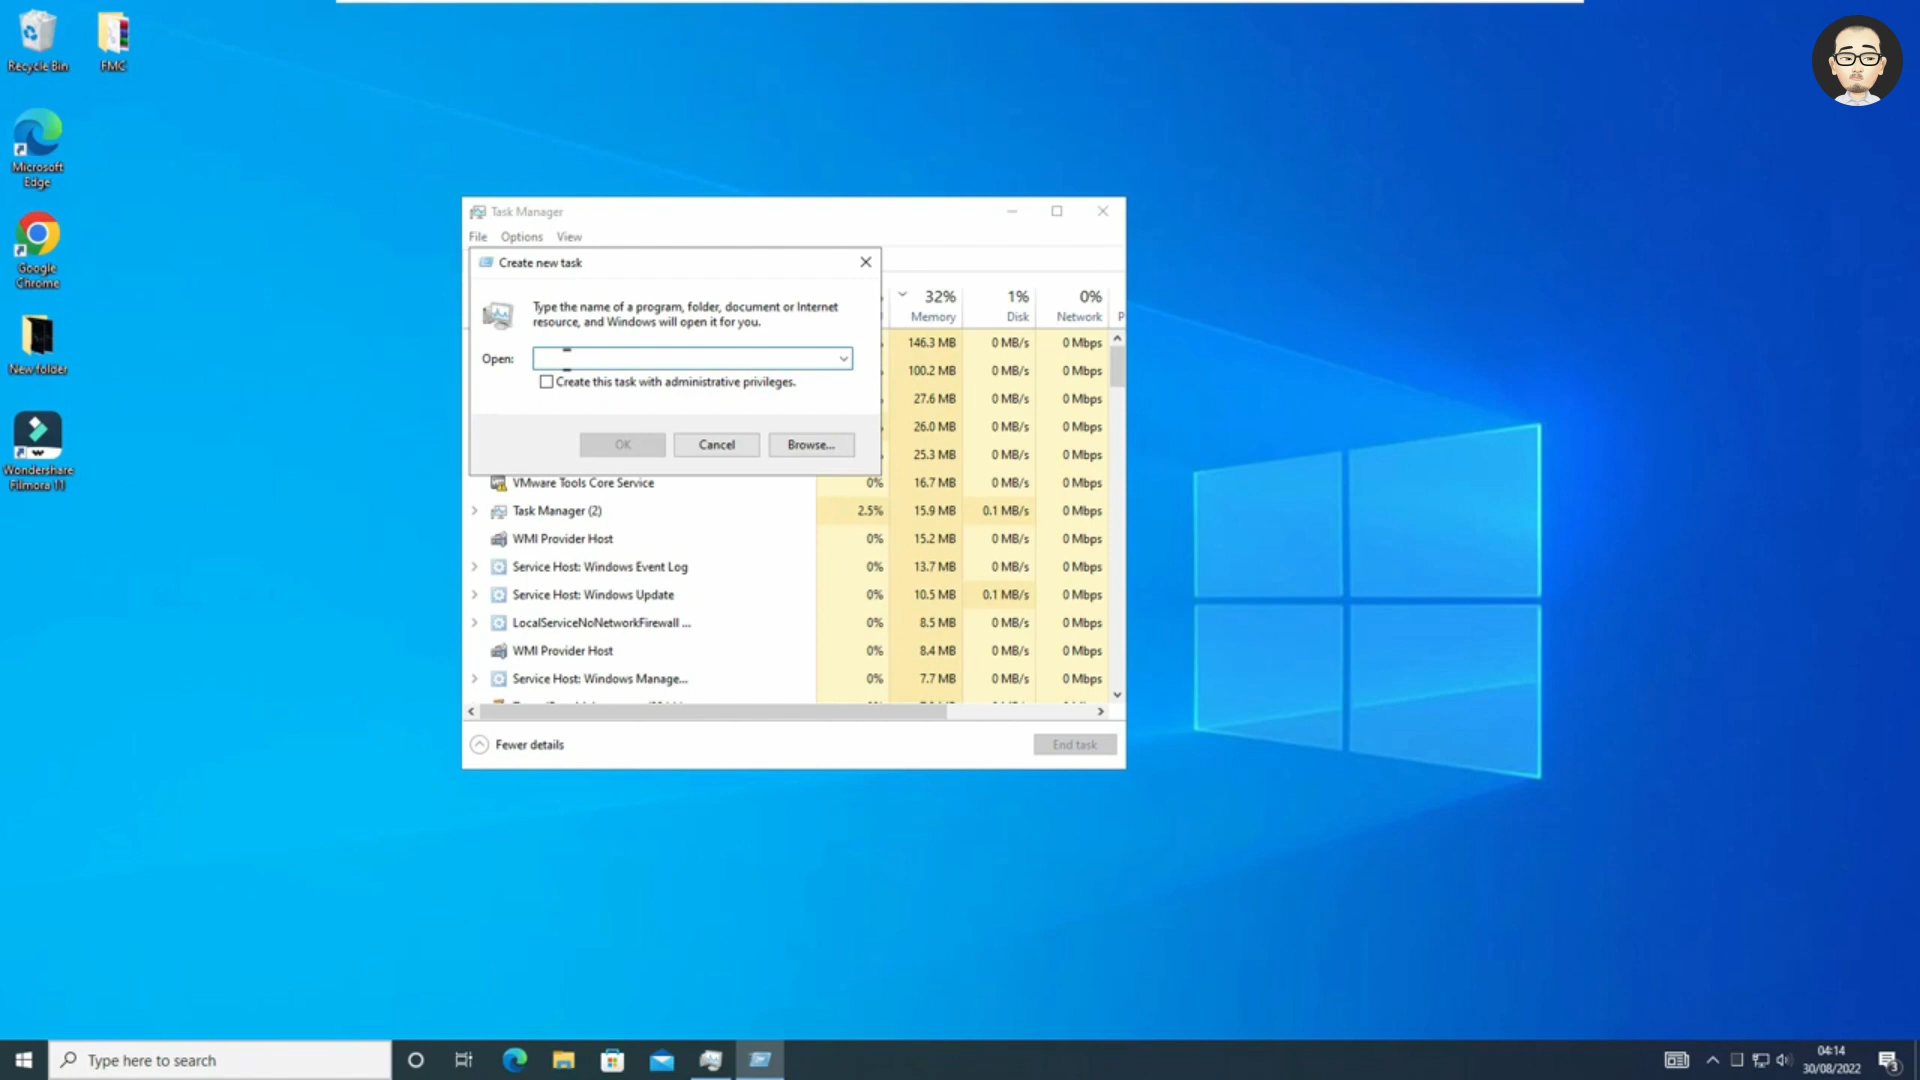 Recycle Bin
FMC
Microsoft
Edge
Google
Chrome
New folder
Wondershare
Filmora 11
Task Manager
File Options View
Create new task
Type the name of a program, folder, document or Internet
resource, and Windows will open it for you.
Open:
Create this task with administrative privileges.
OK Cancel Browse...
32% 1% 0%
Memory Disk Network P
146.3 MB 0 MB/s 0 Mbps
100.2 MB 0 MB/s 0 Mbps
27.6 MB 0 MB/s 0 Mbps
26.0 MB 0 MB/s 0 Mbps
25.3 MB 0 MB/s 0 Mbps
VMware Tools Core Service 0% 16.7 MB 0 MB/s 0 Mbps
Task Manager (2) 2.5% 15.9 MB 0.1 MB/s 0 Mbps
WMI Provider Host 0% 15.2 MB 0 MB/s 0 Mbps
Service Host: Windows Event Log 0% 13.7 MB 0 MB/s 0 Mbps
Service Host: Windows Update 0% 10.5 MB 0.1 MB/s 0 Mbps
LocalServiceNoNetworkFirewall ... 0% 8.5 MB 0 MB/s 0 Mbps
WMI Provider Host 0% 8.4 MB 0 MB/s 0 Mbps
Service Host: Windows Manage... 0% 7.7 MB 0 MB/s 0 Mbps
Fewer details End task
Type here to search
04:14
30/08/2022
3